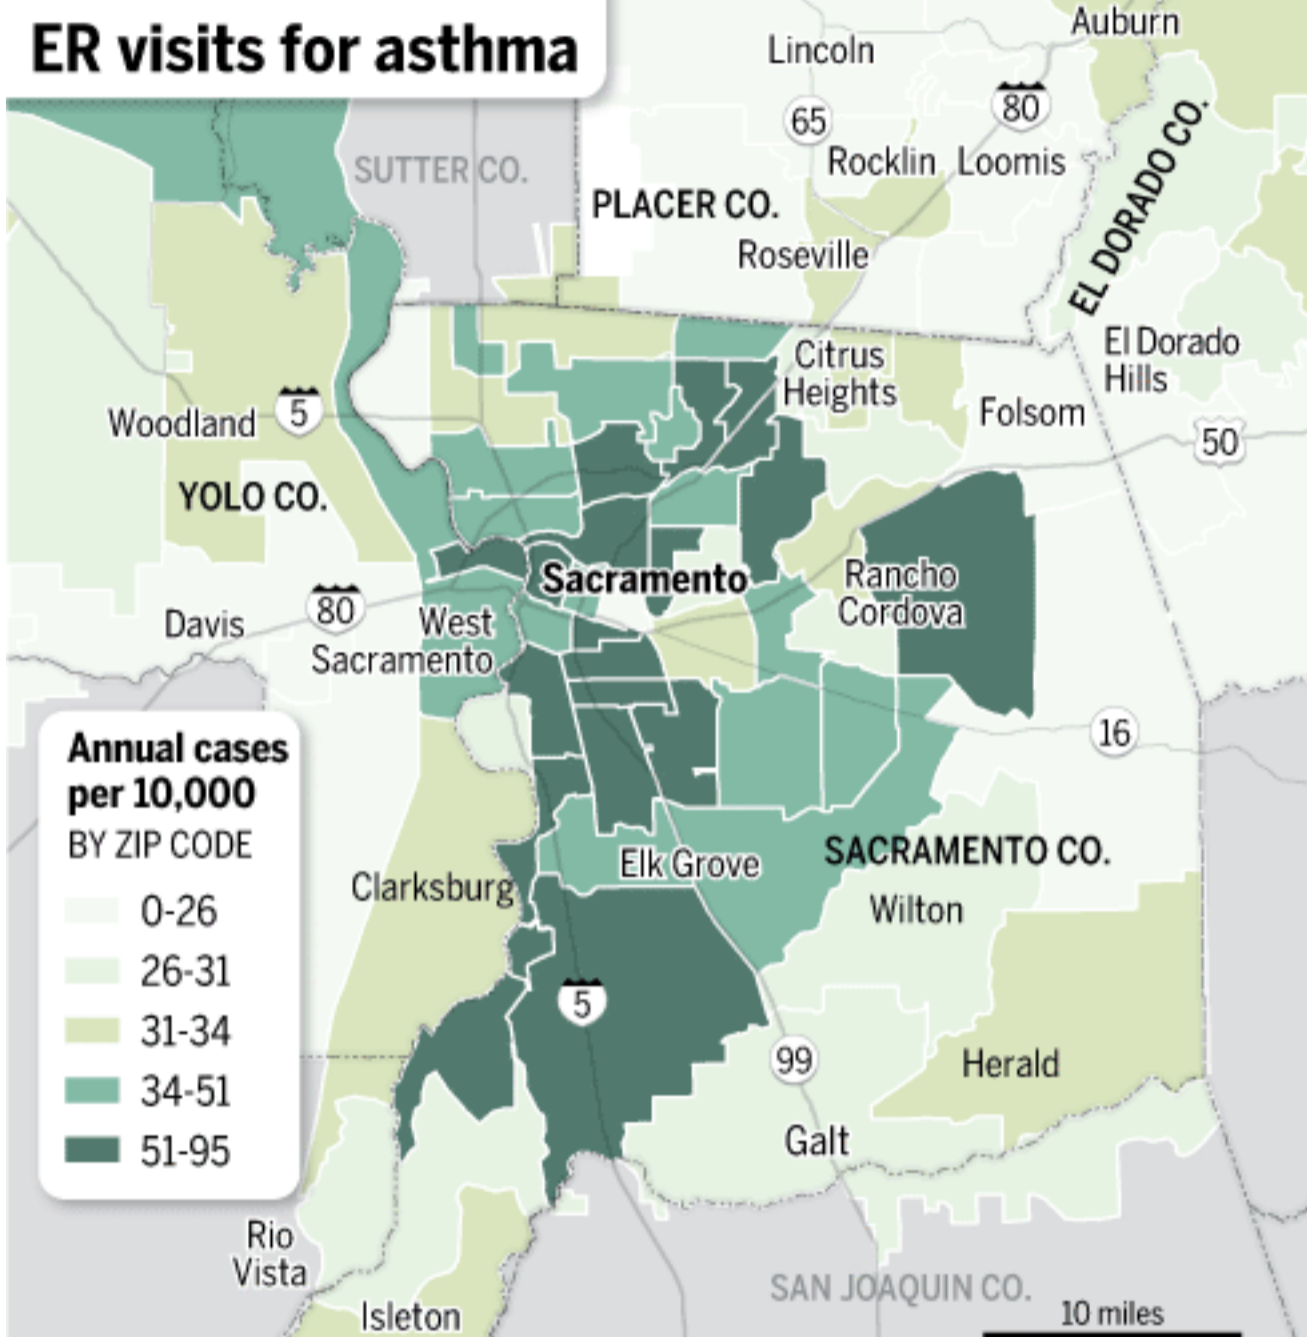 ER visits for asthma
Auburn
Lincoln
80
65
Rocklin
Loomis
SUTTER CO.
PLACER CO.
EL DORADO CO.
Roseville
Citrus
Heights
El Dorado
Hills
Folsom
Woodland
5
50
YOLO CO.
Sacramento
Rancho
Cordova
80
Davis
West
Sacramento
16
Annual cases
per 10,000
BY ZIP CODE
0-26
26-31
31-34
34-51
51-95
Elk Grove
SACRAMENTO CO.
Clarksburg
Wilton
5
99
Herald
Galt
Rio
Vista
Isleton
SAN JOAQUIN CO.
10 miles